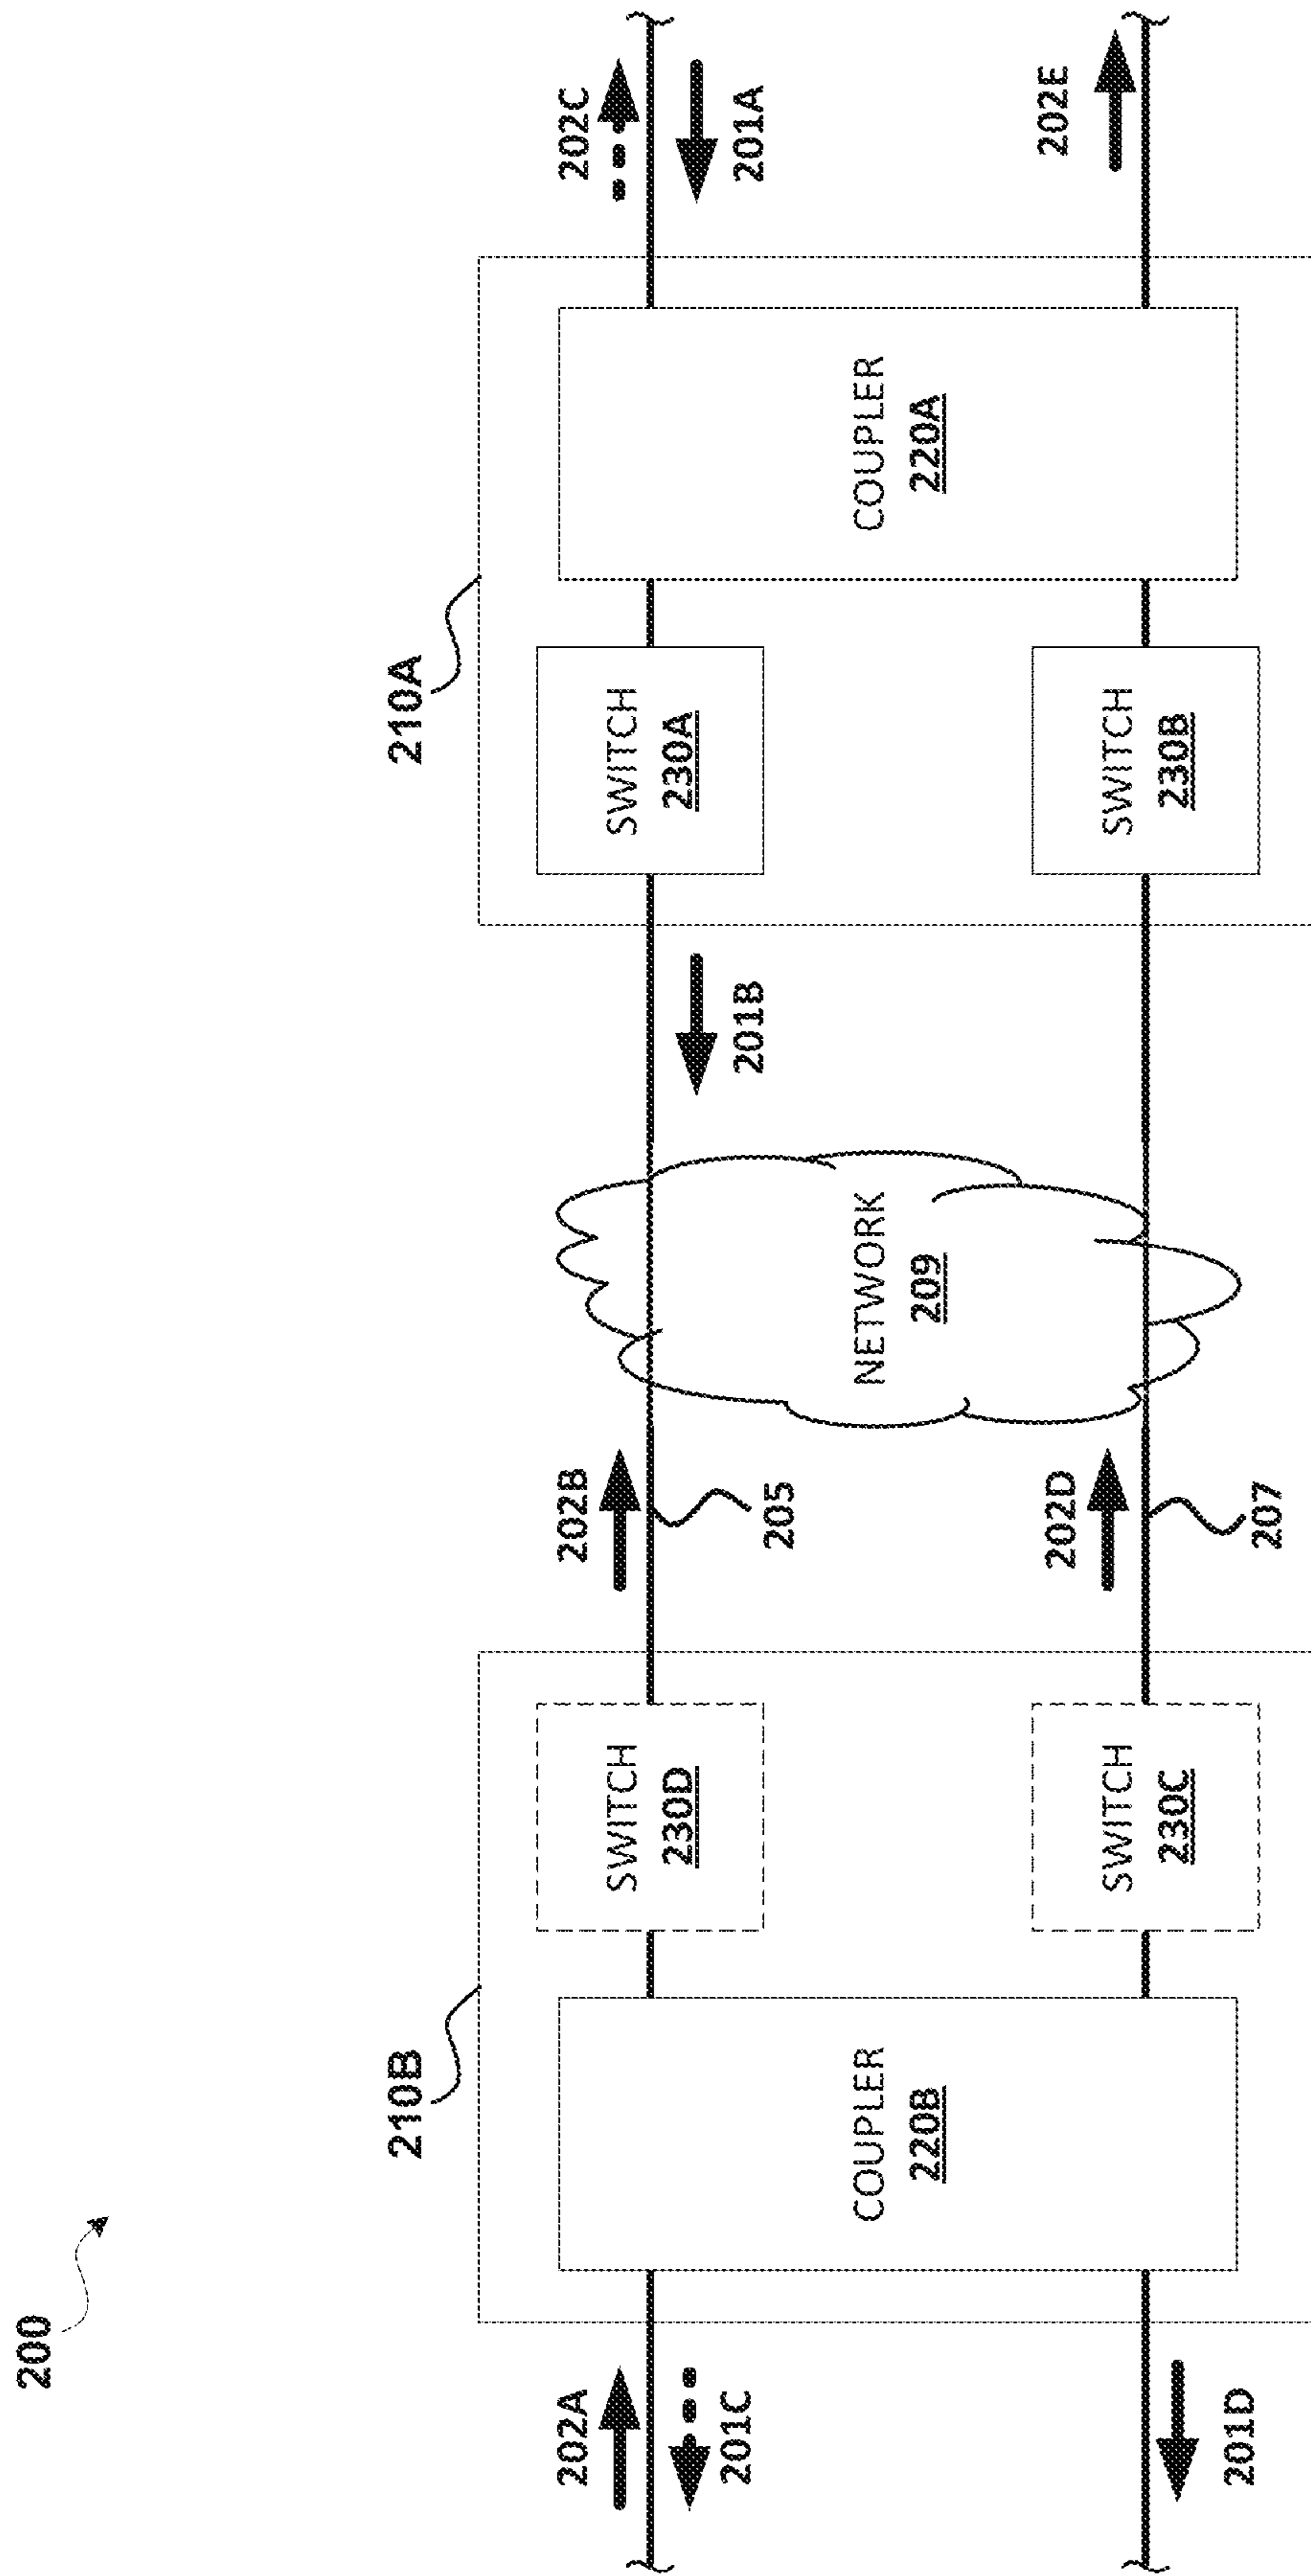 200
210B
210A
202A
202B
202C
SWITCH
230D
SWITCH
230A
201C
205
201B
201A
COUPLER
220B
NETWORK
209
COUPLER
220A
202D
202E
SWITCH
230C
SWITCH
230B
201D
207